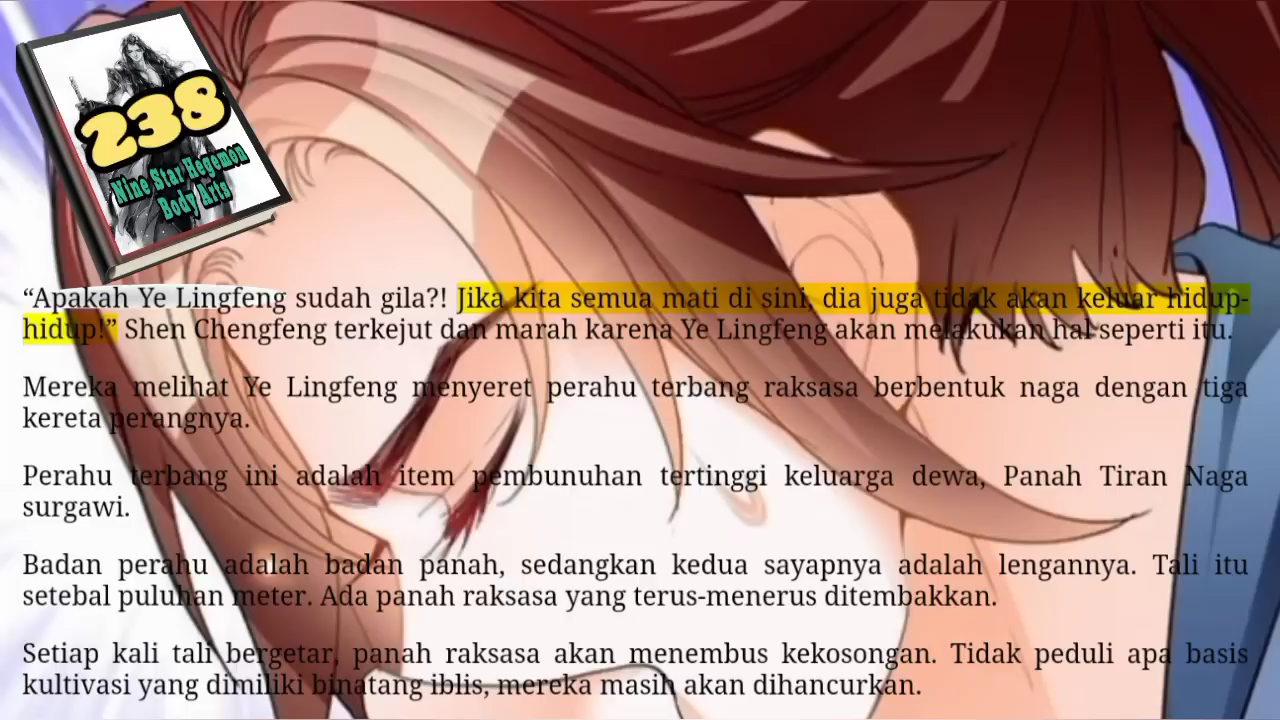 238
Nine Star Hegemon
Body Arts
“Apakah Ye Lingfeng sudah gila?! Jika kita semua mati di sini, dia juga tidak akan keluar hidup-
hidup!” Shen Chengfeng terkejut dan marah karena Ye Lingfeng akan melakukan hal seperti itu.
Mereka melihat Ye Lingfeng menyeret perahu terbang raksasa berbentuk naga dengan tiga
kereta perangnya.
Perahu terbang ini adalah item pembunuhan tertinggi keluarga dewa, Panah Tiran Naga
surgawi.
Badan perahu adalah badan panah, sedangkan kedua sayapnya adalah lengannya. Tali itu
setebal puluhan meter. Ada panah raksasa yang terus-menerus ditembakkan.
Setiap kali tali bergetar, panah raksasa akan menembus kekosongan. Tidak peduli apa basis
kultivasi yang dimiliki binatang iblis, mereka masih akan dihancurkan.